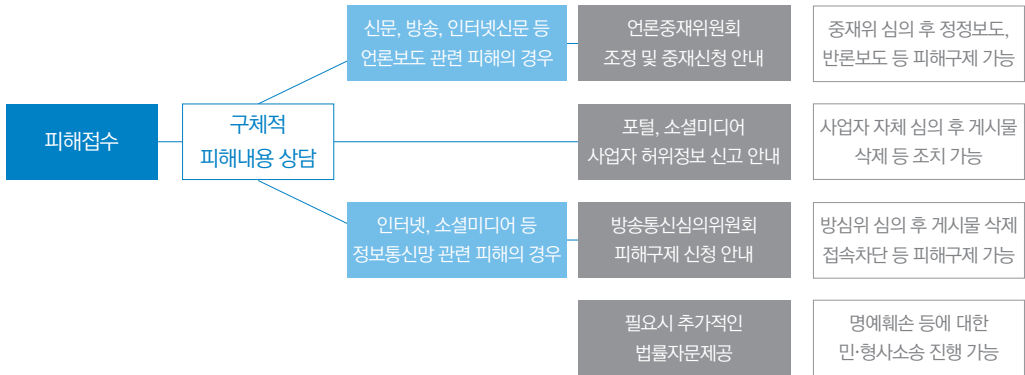 피해접수
구체적
피해내용 상담
신문, 방송, 인터넷신문 등
언론보도 관련 피해의 경우
언론중재위원회
조정 및 중재신청 안내
중재위 심의 후 정정보도,
반론보도 등 피해구제 가능
포털, 소셜미디어
사업자 허위정보 신고 안내
사업자 자체 심의 후 게시물
삭제 등 조치 가능
인터넷, 소셜미디어 등
정보통신망 관련 피해의 경우
방송통신심의위원회
피해구제 신청 안내
방심위 심의 후 게시물 삭제
접속차단 등 피해구제 가능
필요시 추가적인
법률자문제공
명예훼손 등에 대한
민·형사소송 진행 가능